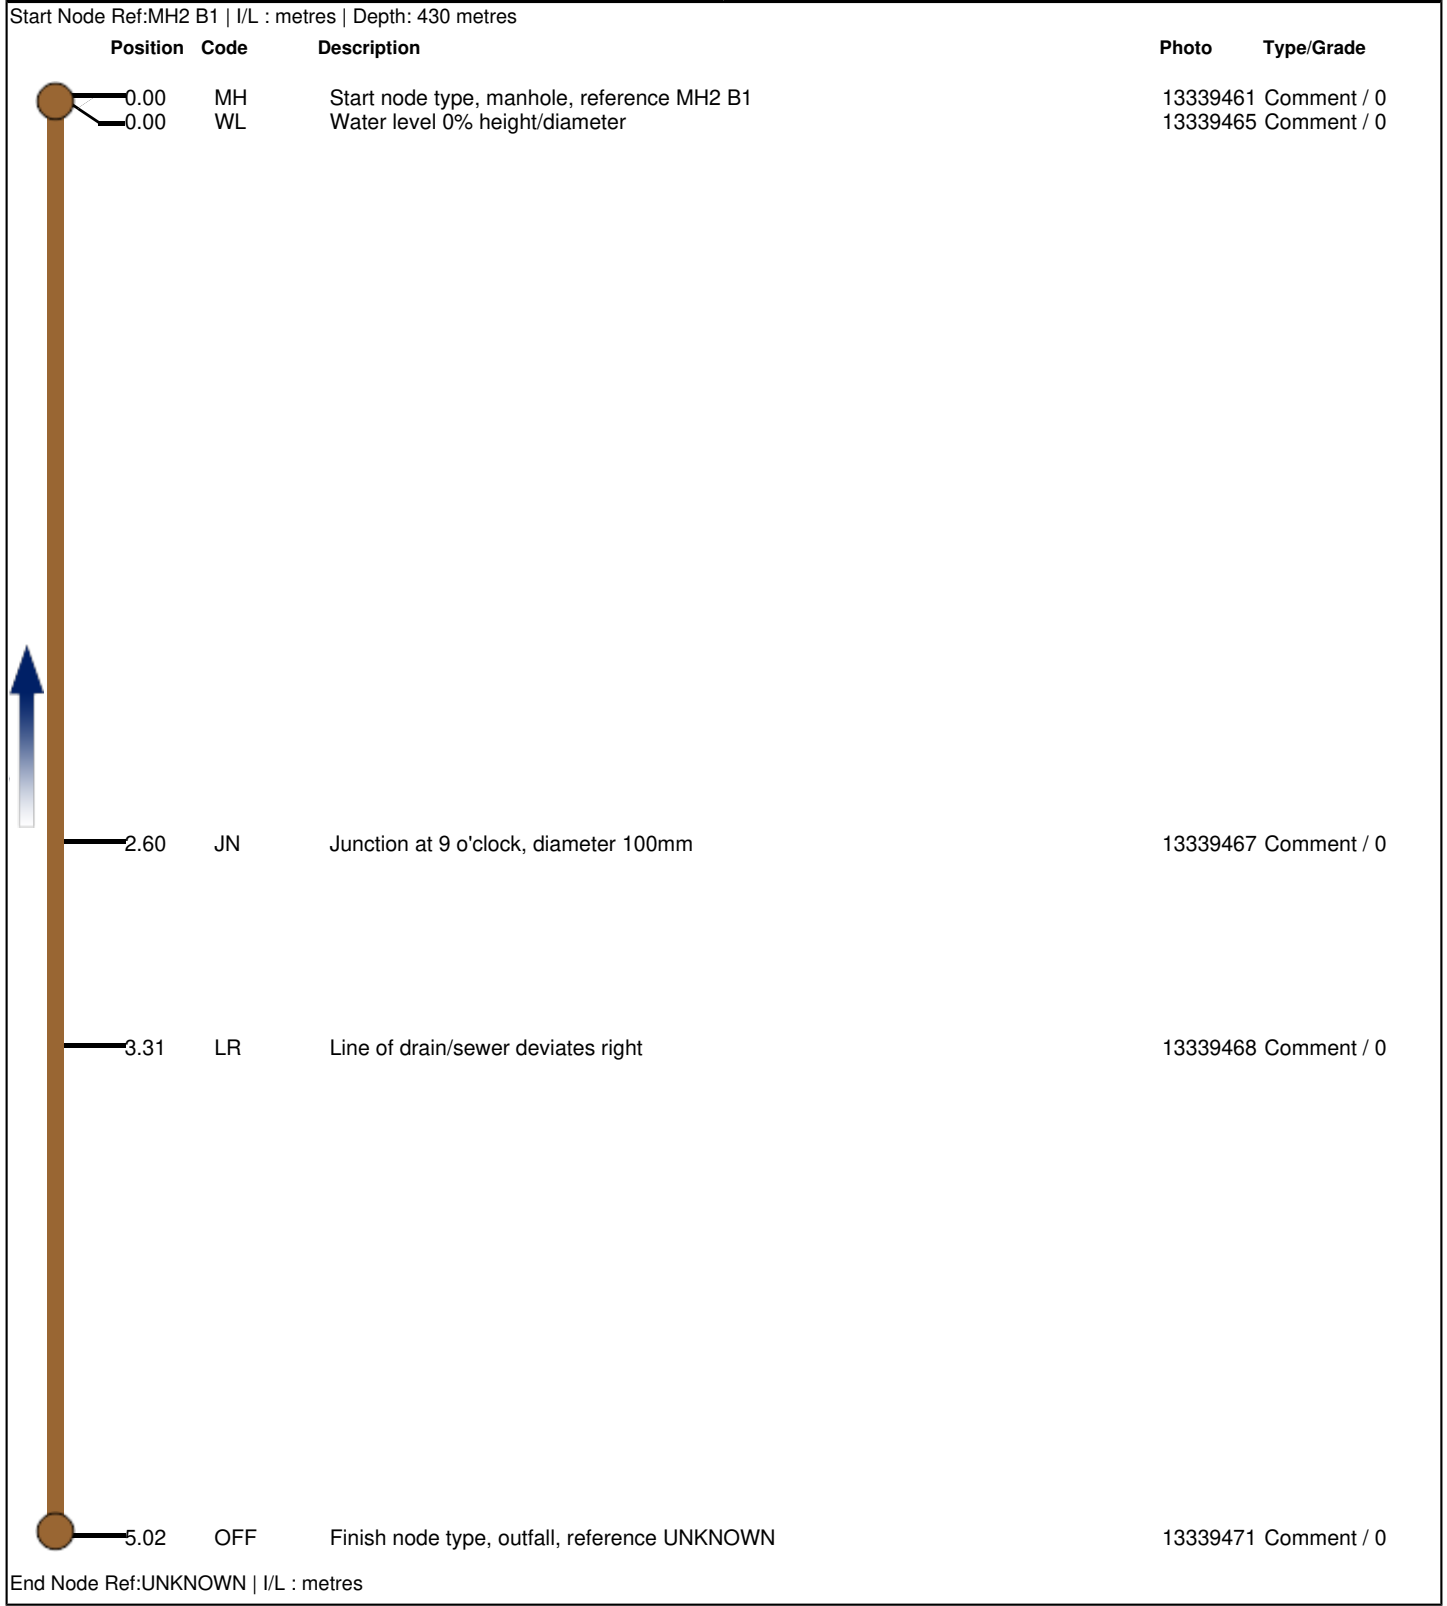 Start Node Ref:MH2 B1 | I/L : metres | Depth: 430 metres
Position Code Description Photo Type/Grade
0.00 MH Start node type, manhole, reference MH2 B1 13339461 Comment / 0
0.00 WL Water level 0% height/diameter 13339465 Comment / 0
2.60 JN Junction at 9 o'clock, diameter 100mm 13339467 Comment / 0
3.31 LR Line of drain/sewer deviates right 13339468 Comment / 0
5.02 OFF Finish node type, outfall, reference UNKNOWN 13339471 Comment / 0
End Node Ref:UNKNOWN | I/L : metres